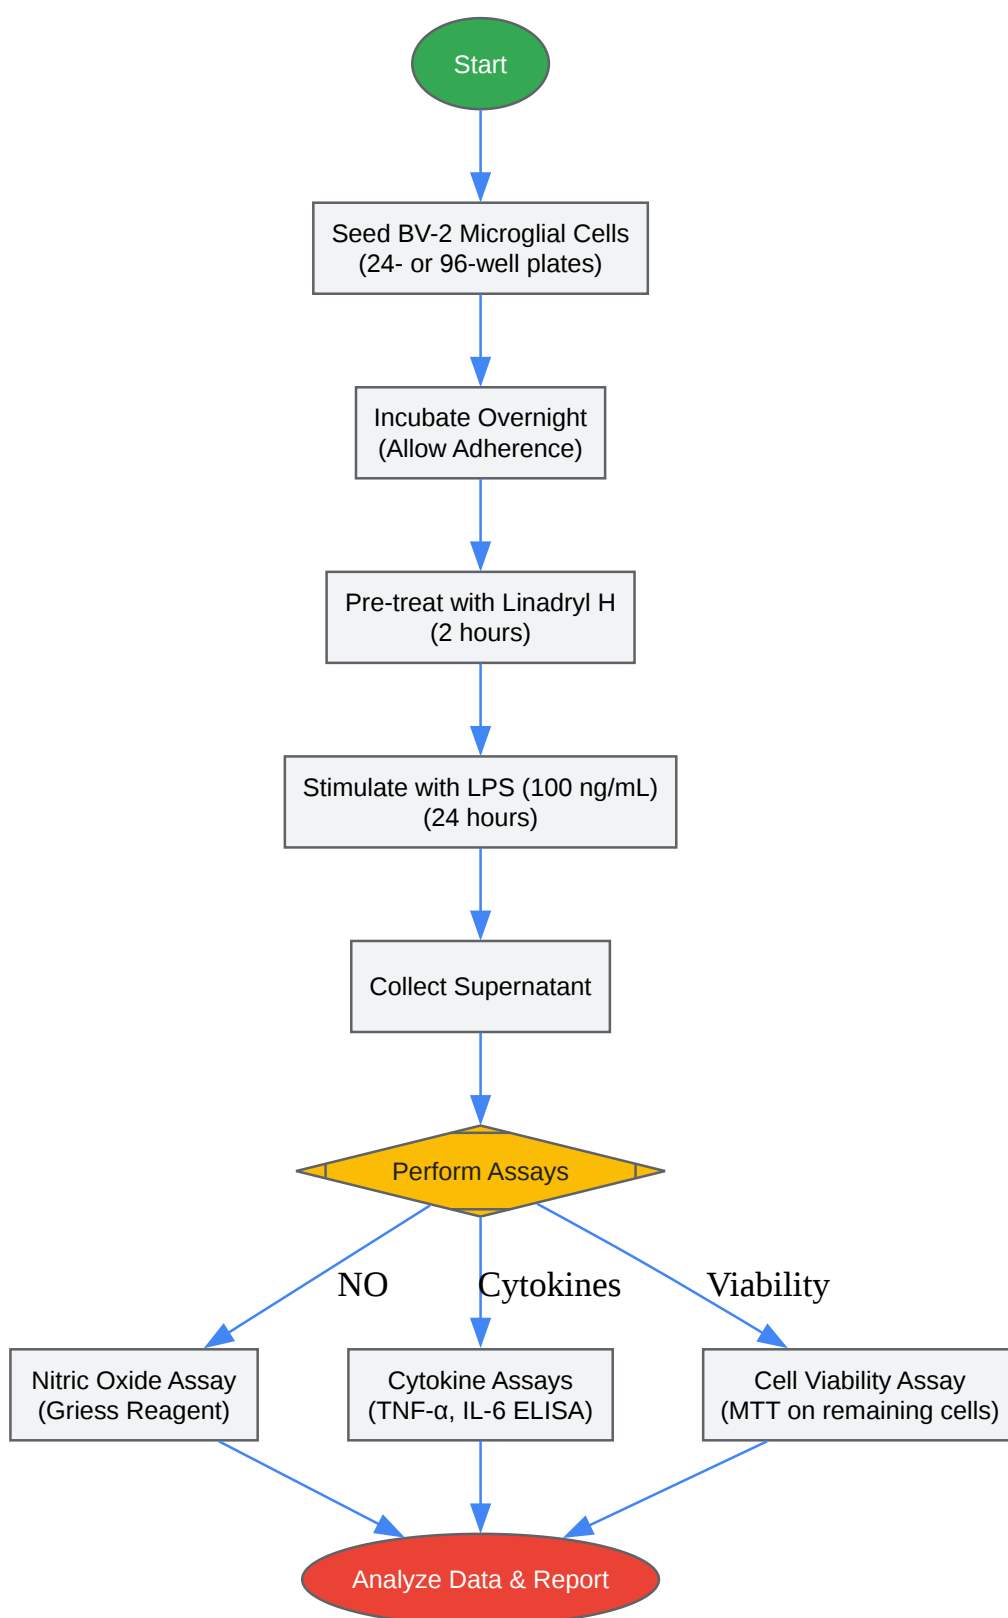 Start
Seed BV-2 Microglial Cells
(24- or 96-well plates)
Incubate Overnight
(Allow Adherence)
Pre-treat with Linadryl H
(2 hours)
Stimulate with LPS (100 ng/mL)
(24 hours)
Collect Supernatant
Perform Assays
NO
Cytokines
Viability
Nitric Oxide Assay
(Griess Reagent)
Cytokine Assays
(TNF-α, IL-6 ELISA)
Cell Viability Assay
(MTT on remaining cells)
Analyze Data & Report